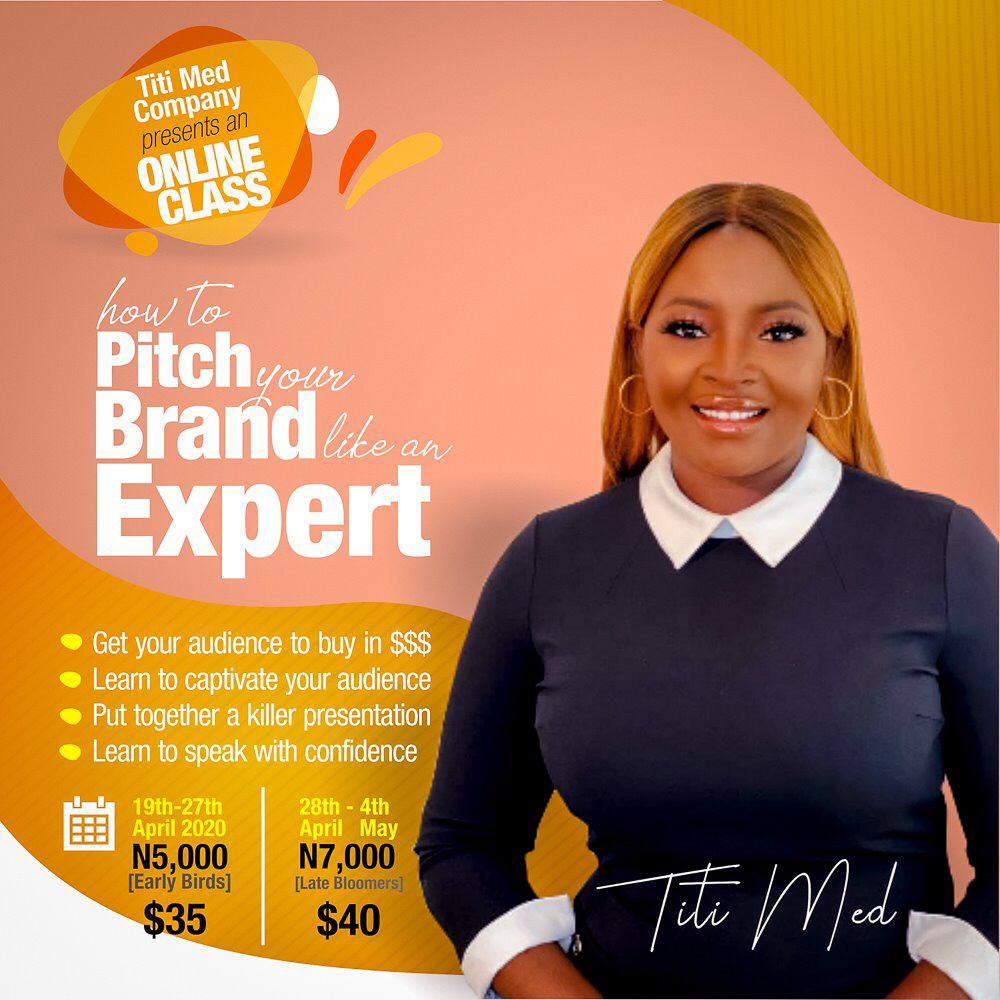 Titi Med
Company
presents an
ONLINE
CLASS
how to
Pitch your
Brand like an
Expert
Get your audience to buy in $$$
Learn to captivate your audience
Put together a killer presentation
Learn to speak with confidence
19th-27th
April 2020
N5,000
[Early Birds]
$35
28th - 4th
April May
N7,000
[Late Bloomers]
$40
Titi Med